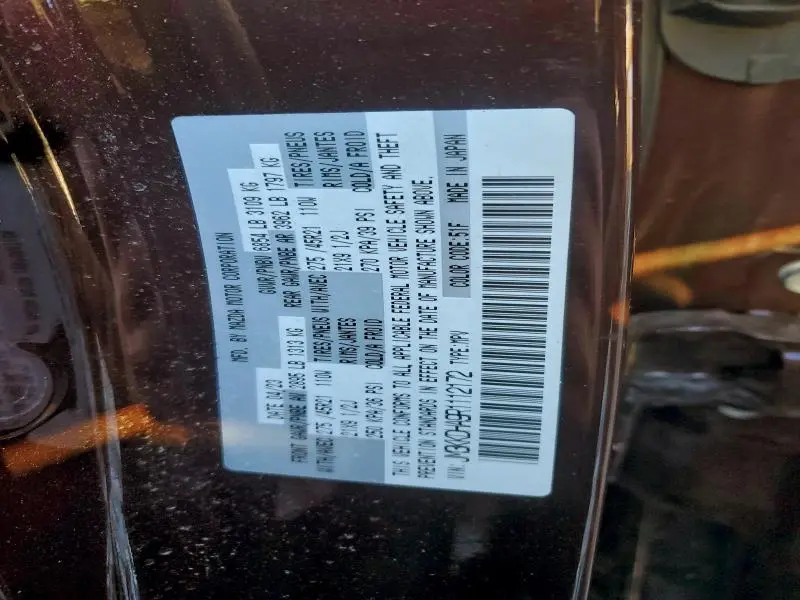 MFD. BY MAZDA MOTOR CORPORATION
DATE 04/23 GVWR/PNBV 6854 LB 3109 KG
FRONT GAWR/PNBE AV 2895 LB 1313 KG REAR GAWR/PNBE AR 3962 LB 1797 KG
WITH/AVEC 275 / 45R21 110W TIRES/PNEUS WITH/AVEC 275 / 45R21 110W TIRES/PNEUS
21X9 1/2J RIMS/JANTES 21X9 1/2J RIMS/JANTES
250 KPA/36 PSI COLD/A FROID 270 KPA/39 PSI COLD/A FROID
THIS VEHICLE CONFORMS TO ALL APPLICABLE FEDERAL MOTOR VEHICLE SAFETY AND THEFT
PREVENTION STANDARDS IN EFFECT ON THE DATE OF MANUFACTURE SHOWN ABOVE.
VIN: TYPE:MPV COLOR CODE:51F MADE IN JAPAN